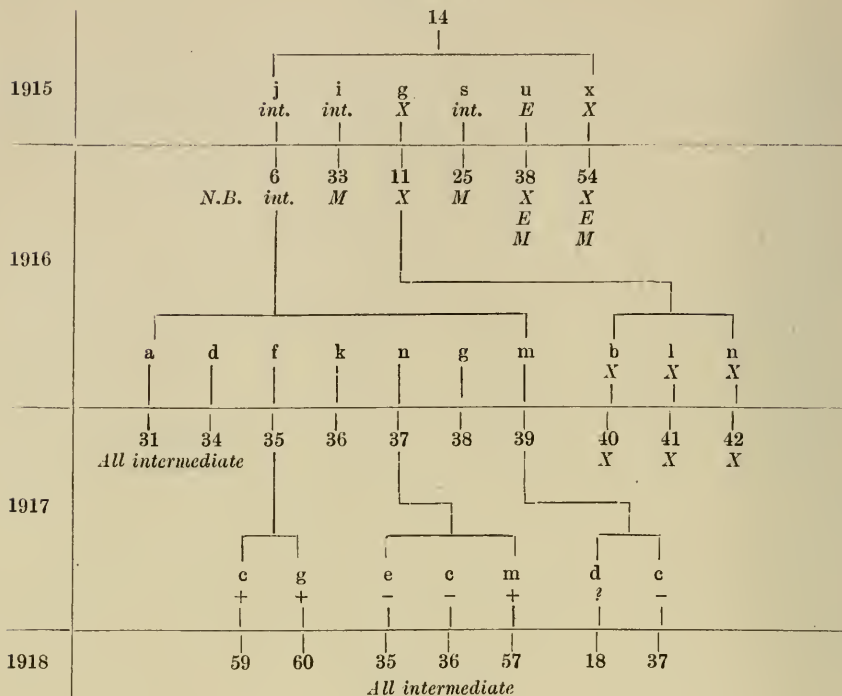 14
1915
j i g s u x
int. int. X int. E X
6 33 11 25 38 54
N.B. int. M X M X X
E E
M M
1916
a d f k n g m b l n
X X X
31 34 35 36 37 38 39 40 41 42
All intermediate X X X
1917
c g e c m d c
+ + − − + ? −
1918 59 60 35 36 57 18 37
All intermediate